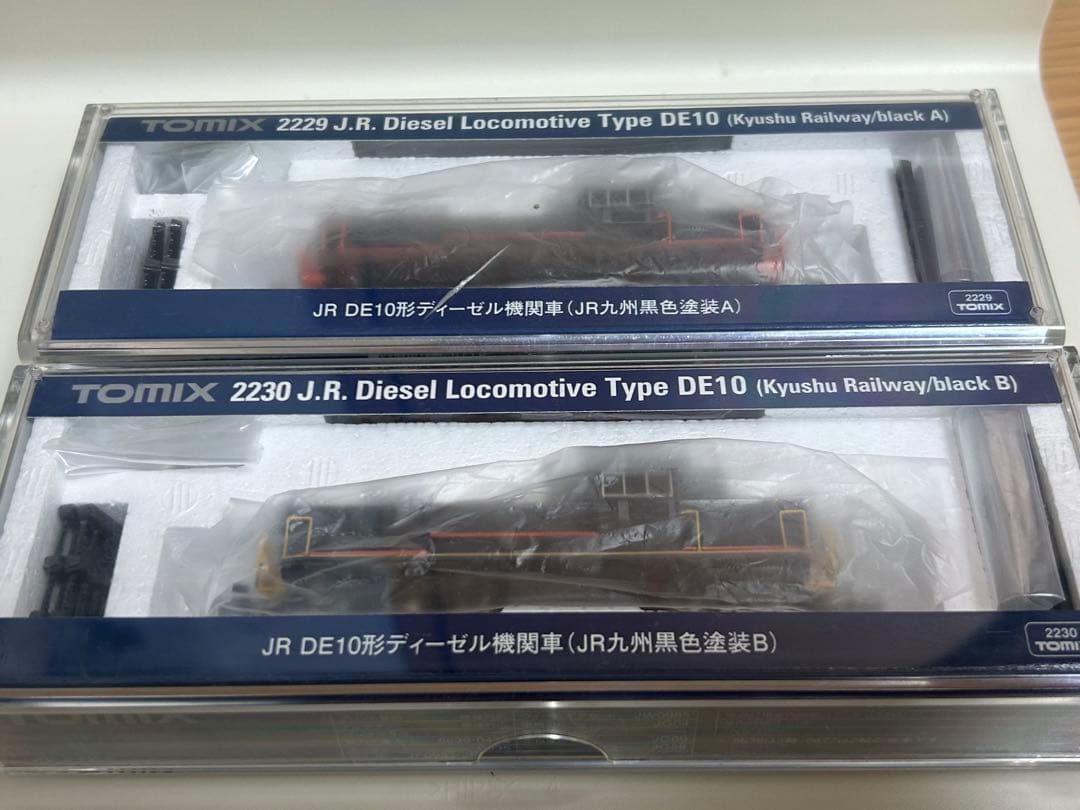 TOMIX 2229 J.R. Diesel Locomotive Type DE10 (Kyushu Railway/black A)
JR DE10形ディーゼル機関車(JR九州黒色塗装A)
2229
TOMIX
TOMIX 2230 J.R. Diesel Locomotive Type DE10 (Kyushu Railway/black B)
JR DE10形ディーゼル機関車(JR九州黒色塗装B)
2230
TOMIX